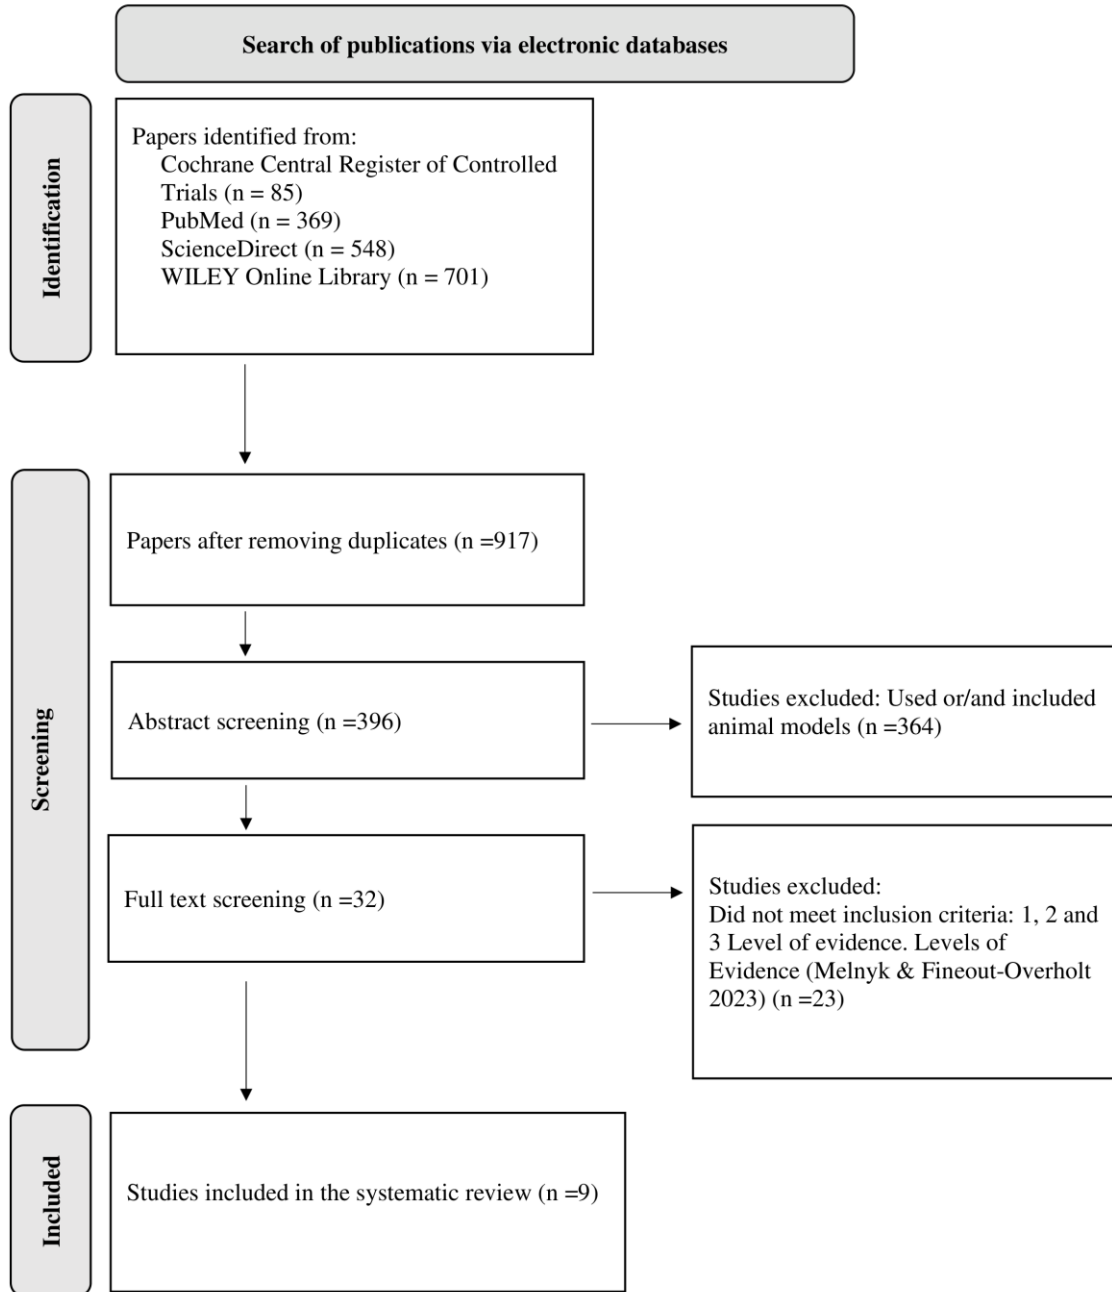 Search of publications via electronic databases
Identification
Papers identified from:
Cochrane Central Register of Controlled
Trials (n = 85)
PubMed (n = 369)
ScienceDirect (n = 548)
WILEY Online Library (n = 701)
Screening
Papers after removing duplicates (n =917)
Abstract screening (n =396)
Studies excluded: Used or/and included
animal models (n =364)
Full text screening (n =32)
Studies excluded:
Did not meet inclusion criteria: 1, 2 and
3 Level of evidence. Levels of
Evidence (Melnyk & Fineout-Overholt
2023) (n =23)
Included
Studies included in the systematic review (n =9)